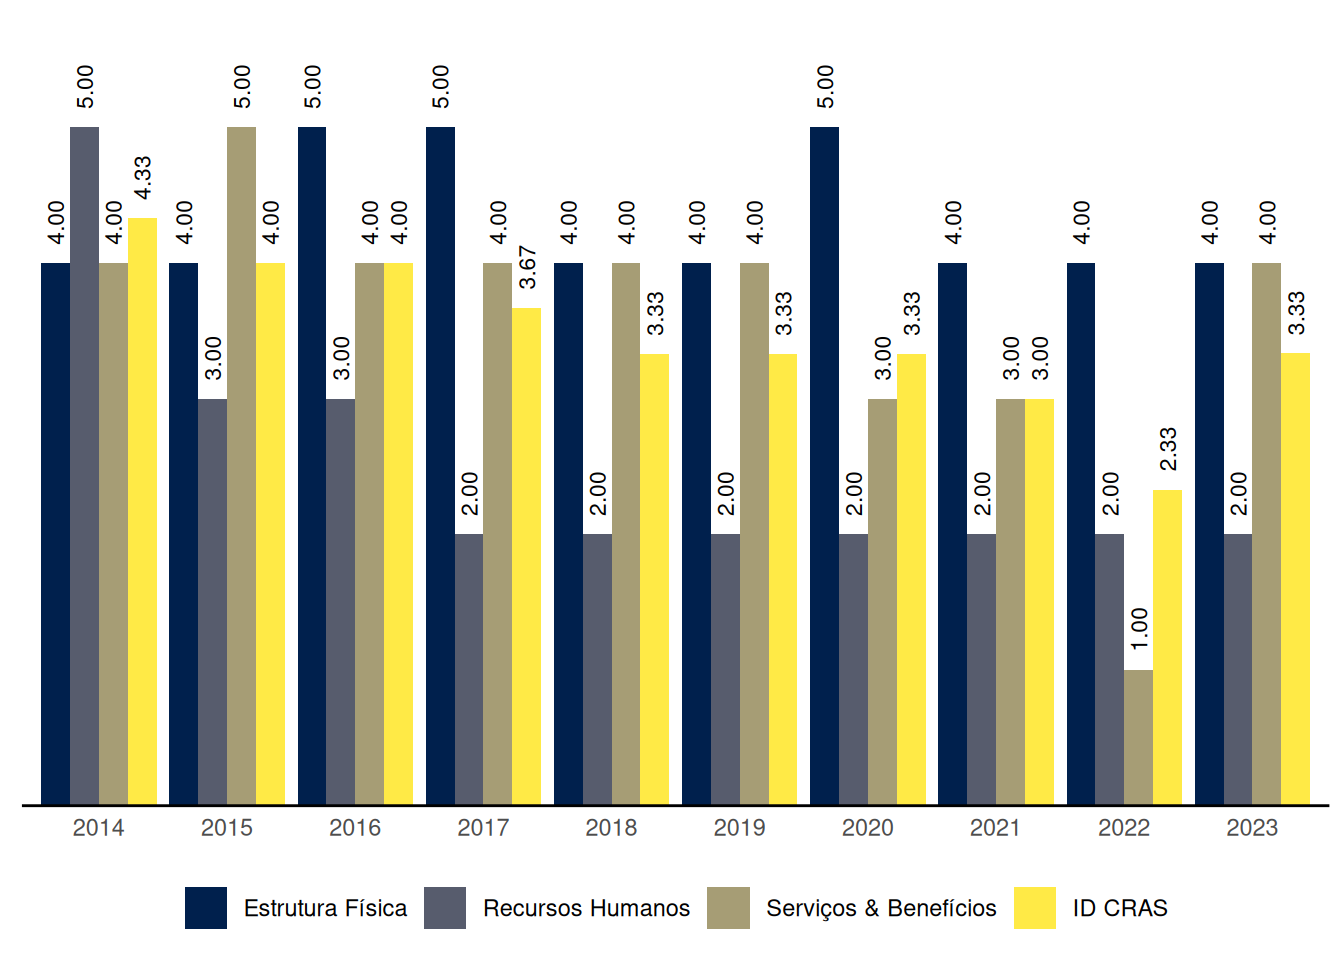 4.00 5.00 4.00 4.33 4.00 3.00 5.00 4.00 5.00 3.00 4.00 4.00 5.00 2.00 4.00 3.67 4.00 2.00 4.00 3.33 4.00 2.00 4.00 3.33 5.00 2.00 3.00 3.33 4.00 2.00 3.00 3.00 4.00 2.00 1.00 2.33 4.00 2.00 4.00 3.33
2014 2015 2016 2017 2018 2019 2020 2021 2022 2023
Estrutura Física Recursos Humanos Serviços & Benefícios ID CRAS